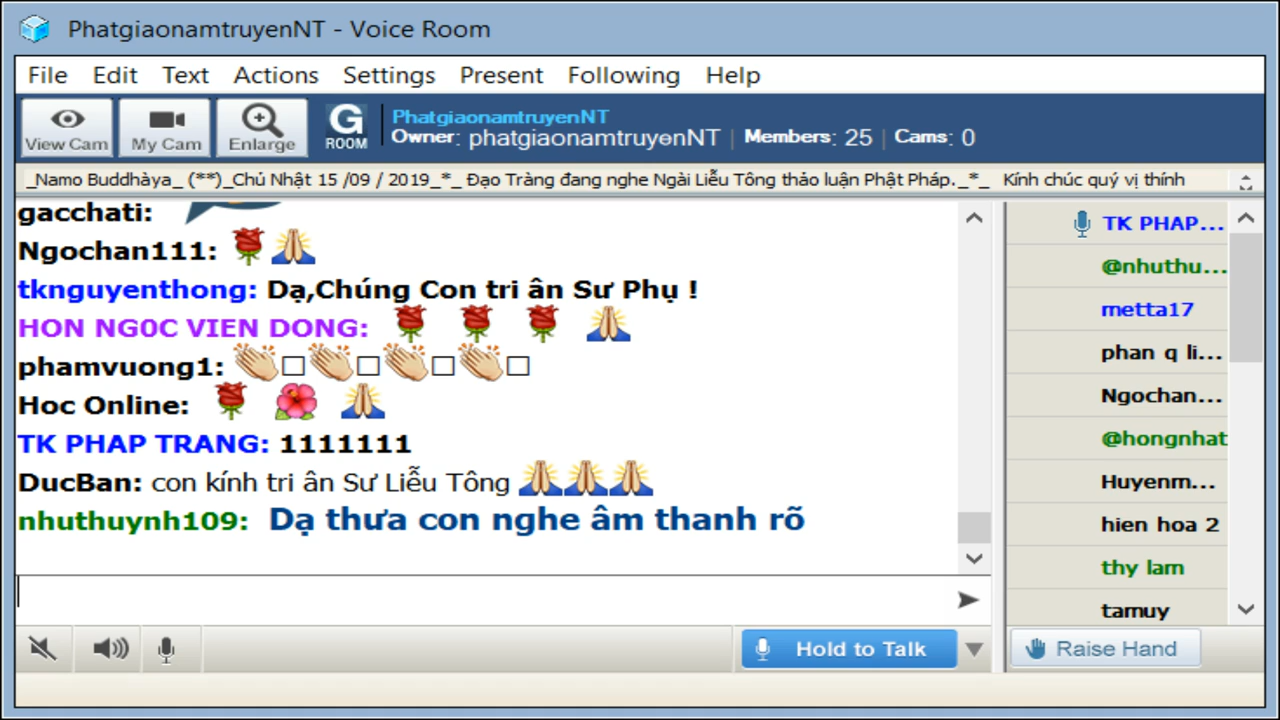 PhatgiaonamtruyenNT - Voice Room
File Edit Text Actions Settings Present Following Help
View Cam My Cam Enlarge
G ROOM
PhatgiaonamtruyenNT
Owner: phatgiaonamtruyenNT | Members: 25 | Cams: 0
_Namo Buddhàya_ (**)_Chủ Nhật 15 /09 / 2019_*_ Đạo Tràng đang nghe Ngài Liễu Tông thảo luận Phật Pháp._*_ Kính chúc quý vị thính
gacchati:
Ngochan111: 🌹🙏
tknguyenthong: Dạ,Chúng Con tri ân Sư Phụ !
HON NG0C VIEN DONG: 🌹 🌹 🌹 🙏
phamvuong1: 👏□👏□👏□👏□
Hoc Online: 🌹 🌺 🙏
TK PHAP TRANG: 1111111
DucBan: con kính tri ân Sư Liễu Tông 🙏🙏🙏
nhuthuynh109: Dạ thưa con nghe âm thanh rõ
TK PHAP...
@nhuthu...
metta17
phan q li...
Ngochan...
@hongnhat
Huyenm...
hien hoa 2
thy lam
tamuy
Hold to Talk
Raise Hand